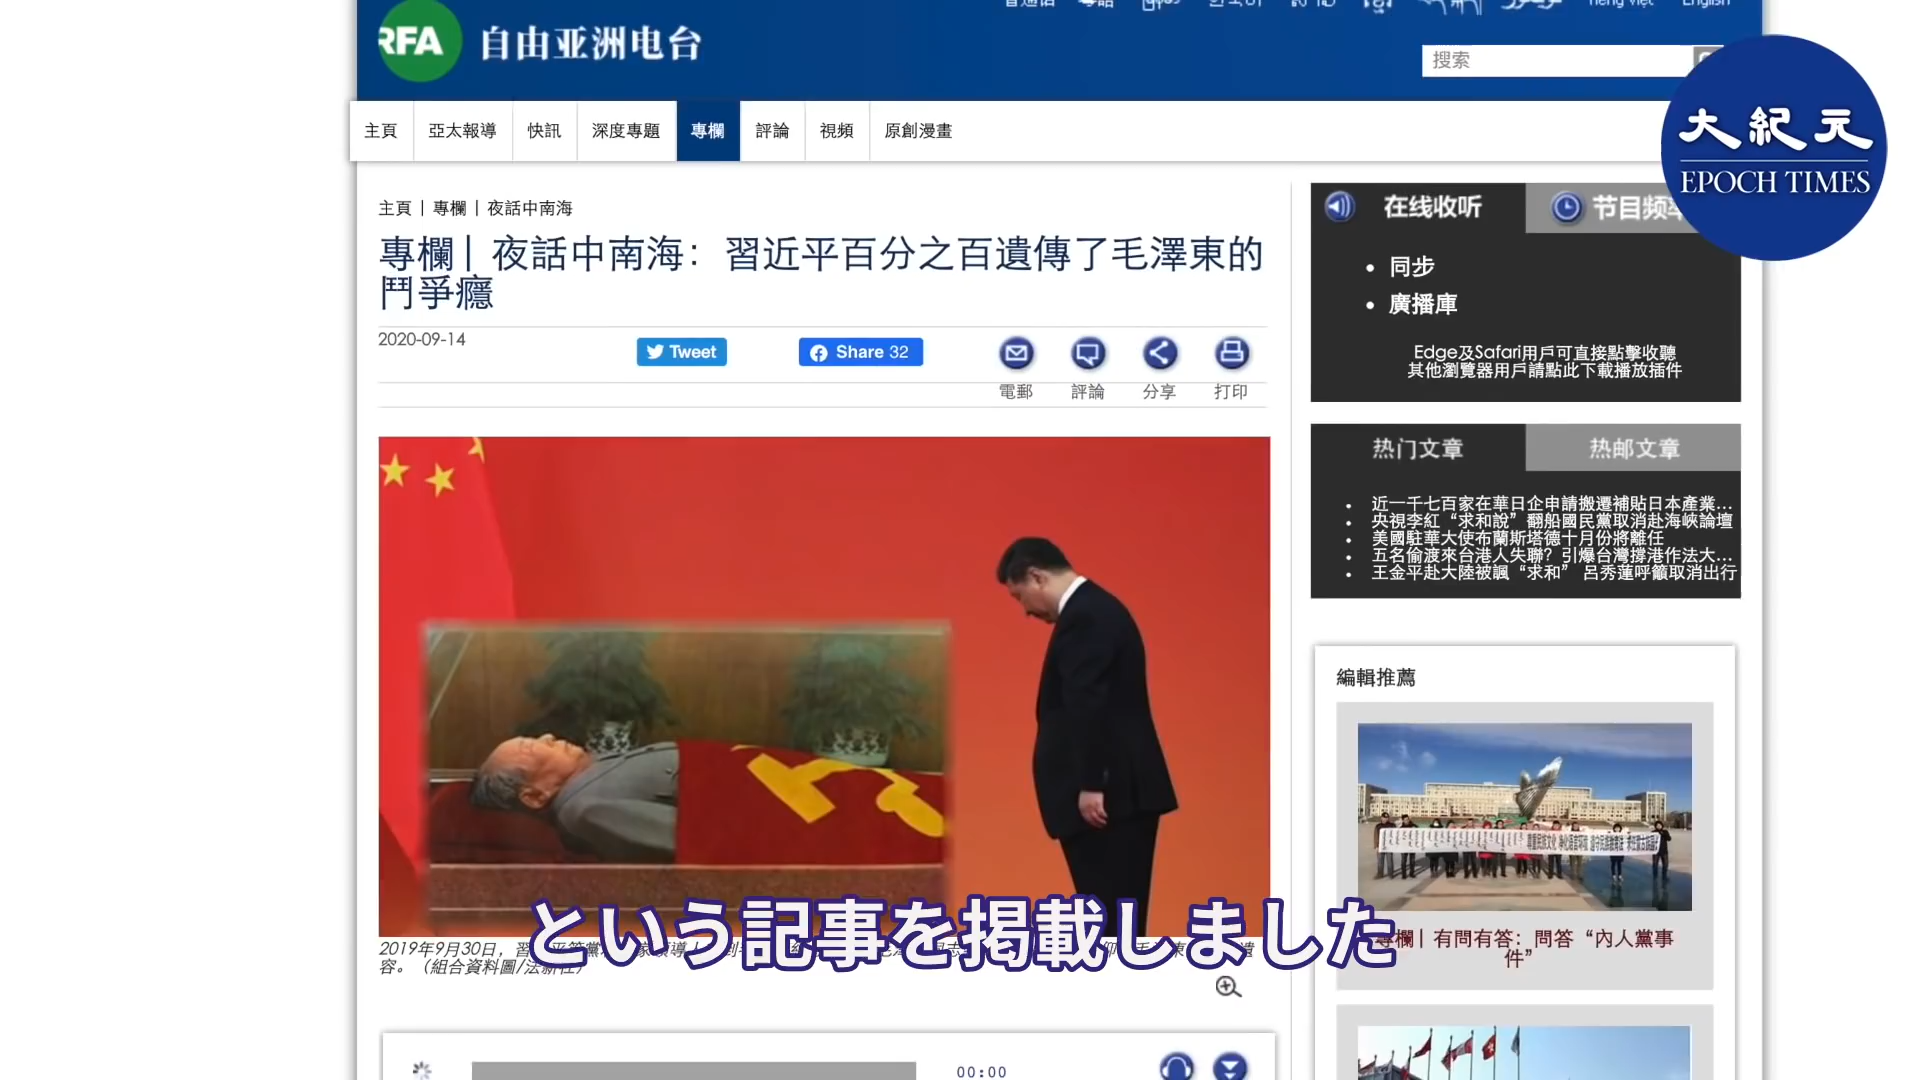 RFA 自由亚洲电台
English
搜索
大紀元
EPOCH TIMES
主頁 亞太報導 快訊 深度專題 專欄 評論 視頻 原創漫畫
主頁 | 專欄 | 夜話中南海
專欄 | 夜話中南海：習近平百分之百遺傳了毛澤東的
鬥爭癮
2020-09-14
Tweet
Share 32
電郵 評論 分享 打印
在线收听
节目频
同步
廣播庫
Edge及Safari用戶可直接點擊收聽
其他瀏覽器用戶請點此下載播放插件
热门文章
热邮文章
近一千七百家在華日企申請搬遷補貼日本產業...
央視李紅“求和說”翻船國民黨取消赴海峽論壇
美國駐華大使布蘭斯塔德十月份將離任
五名偷渡來台港人失聯？引爆台灣撐港作法大...
王金平赴大陸被諷“求和” 呂秀蓮呼籲取消出行
編輯推薦
專欄 | 有問有答：問答“內人黨事
件”
2019年9月30日，
容。（組合資料圖/法新社）
という記事を掲載しました
00:00